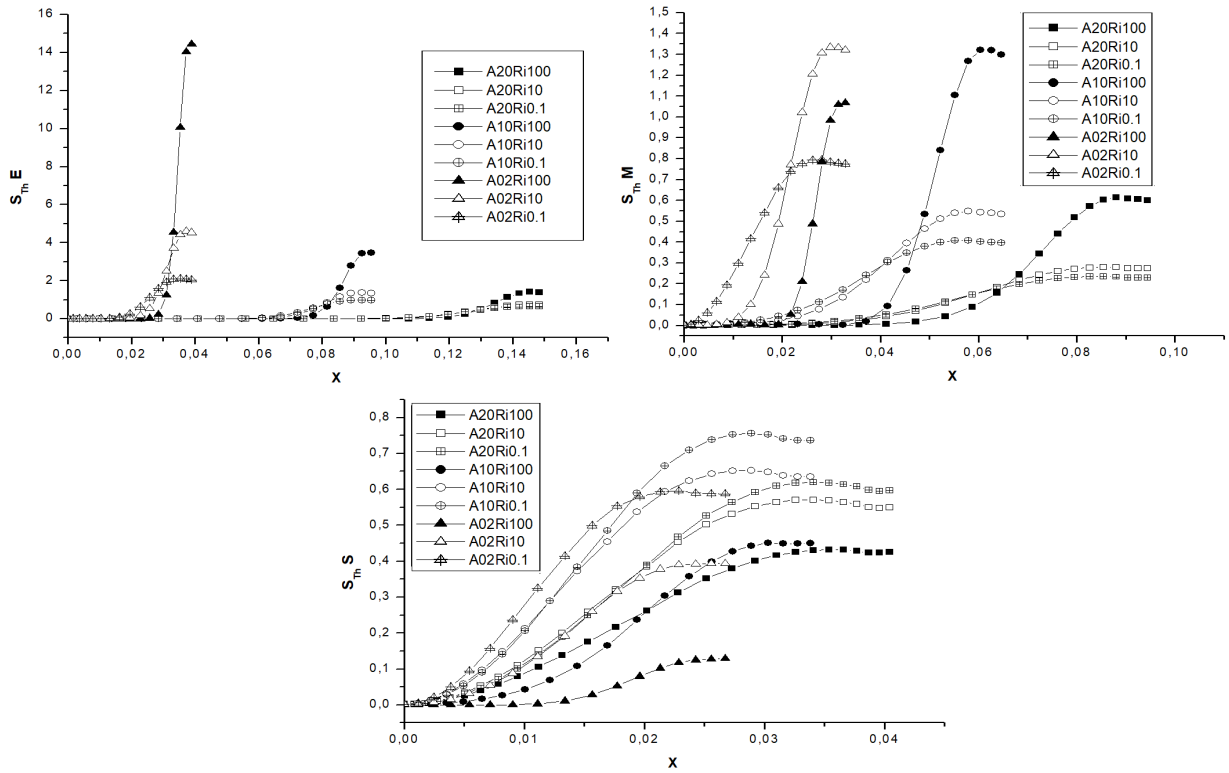 16
14
12
10
8
6
4
2
0
S_Th E
0,00 0,02 0,04 0,06 0,08 0,10 0,12 0,14 0,16
X
A20Ri100
A20Ri10
A20Ri0.1
A10Ri100
A10Ri10
A10Ri0.1
A02Ri100
A02Ri10
A02Ri0.1
1,5
1,4
1,3
1,2
1,1
1,0
0,9
0,8
0,7
0,6
0,5
0,4
0,3
0,2
0,1
0,0
S_Th M
0,00 0,02 0,04 0,06 0,08 0,10
X
A20Ri100
A20Ri10
A20Ri0.1
A10Ri100
A10Ri10
A10Ri0.1
A02Ri100
A02Ri10
A02Ri0.1
0,8
0,7
0,6
0,5
0,4
0,3
0,2
0,1
0,0
S_Th S
0,00 0,01 0,02 0,03 0,04
X
A20Ri100
A20Ri10
A20Ri0.1
A10Ri100
A10Ri10
A10Ri0.1
A02Ri100
A02Ri10
A02Ri0.1